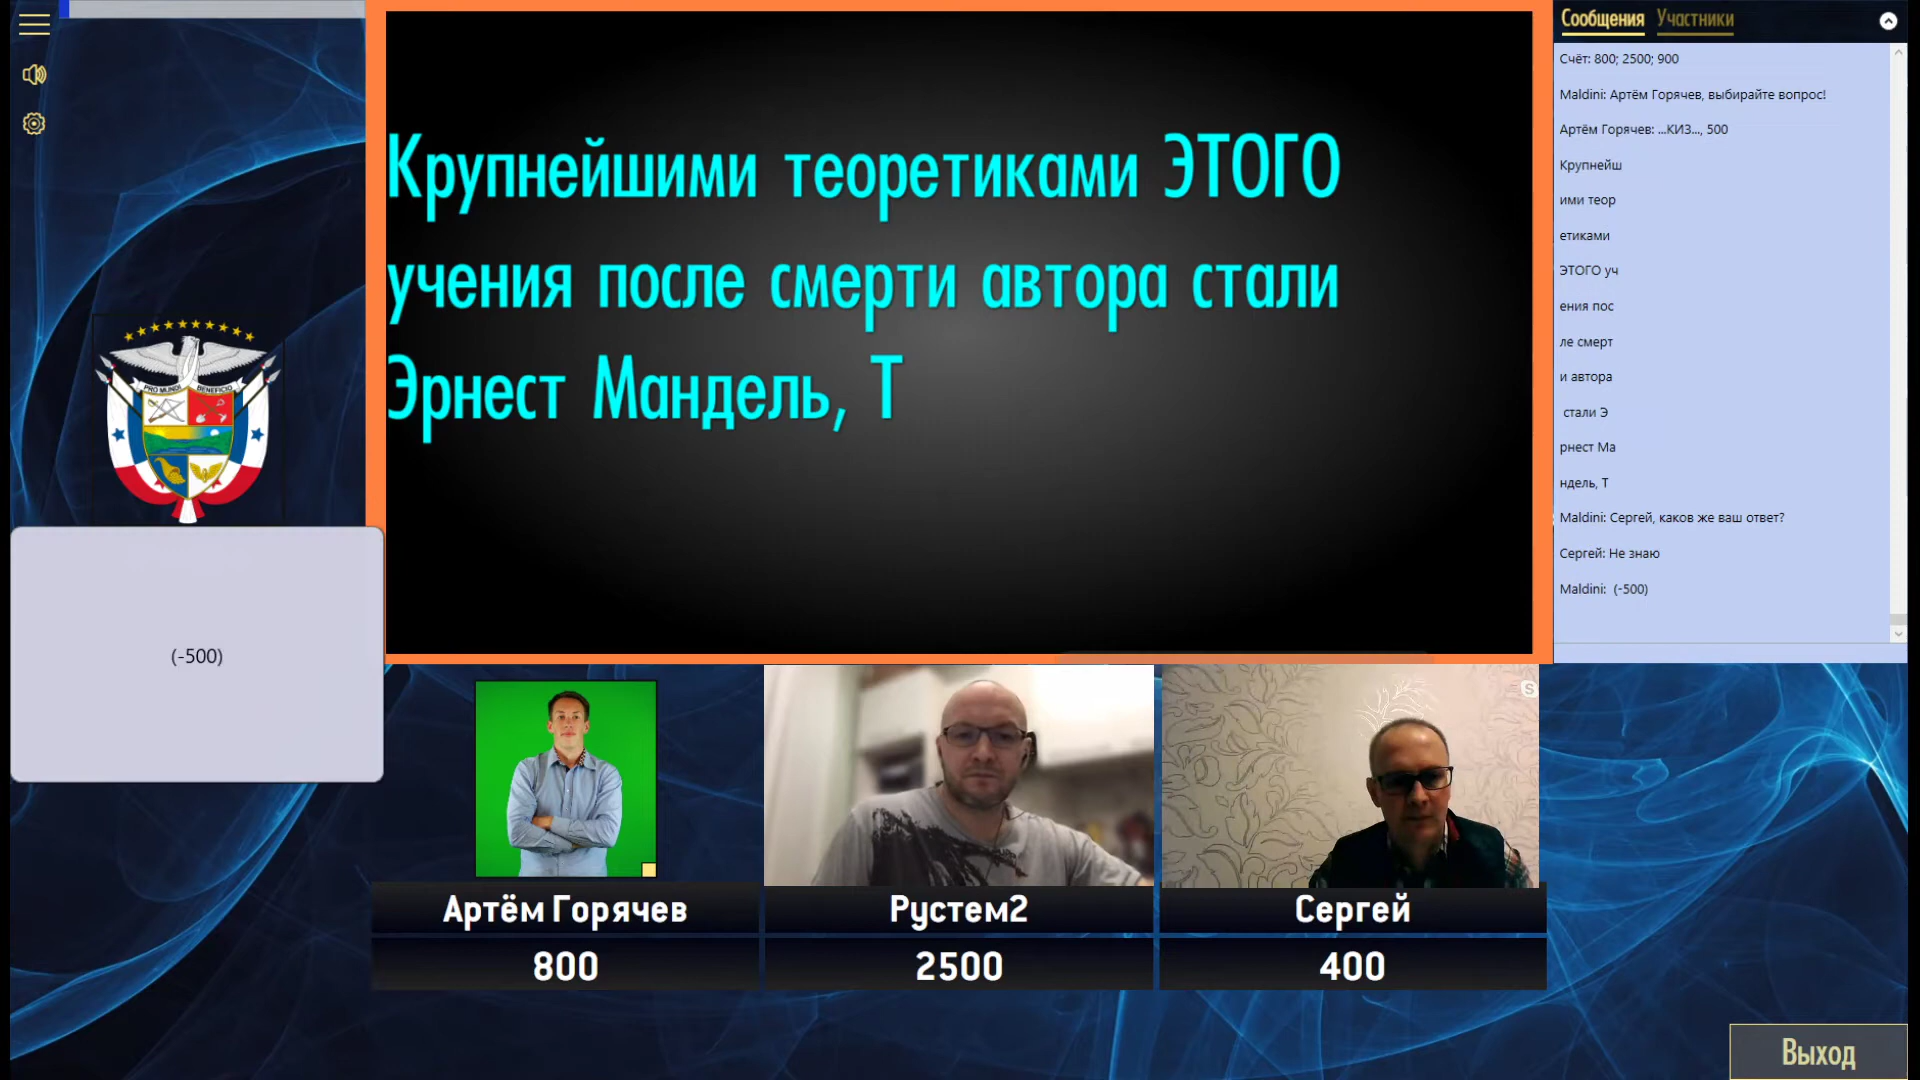 Крупнейшими теоретиками ЭТОГО
учения после смерти автора стали
Эрнест Мандель, Т
Сообщения Участники
Счёт: 800; 2500; 900
Maldini: Артём Горячев, выбирайте вопрос!
Артём Горячев: ...КИЗ..., 500
Крупнейш
ими теор
етиками
ЭТОГО уч
ения пос
ле смерт
и автора
стали Э
рнест Ма
ндель, Т
Maldini: Сергей, каков же ваш ответ?
Сергей: Не знаю
Maldini: (-500)
PRO MUNDI BENEFICIO
(-500)
S
Артём Горячев
800
Рустем2
2500
Сергей
400
Выход